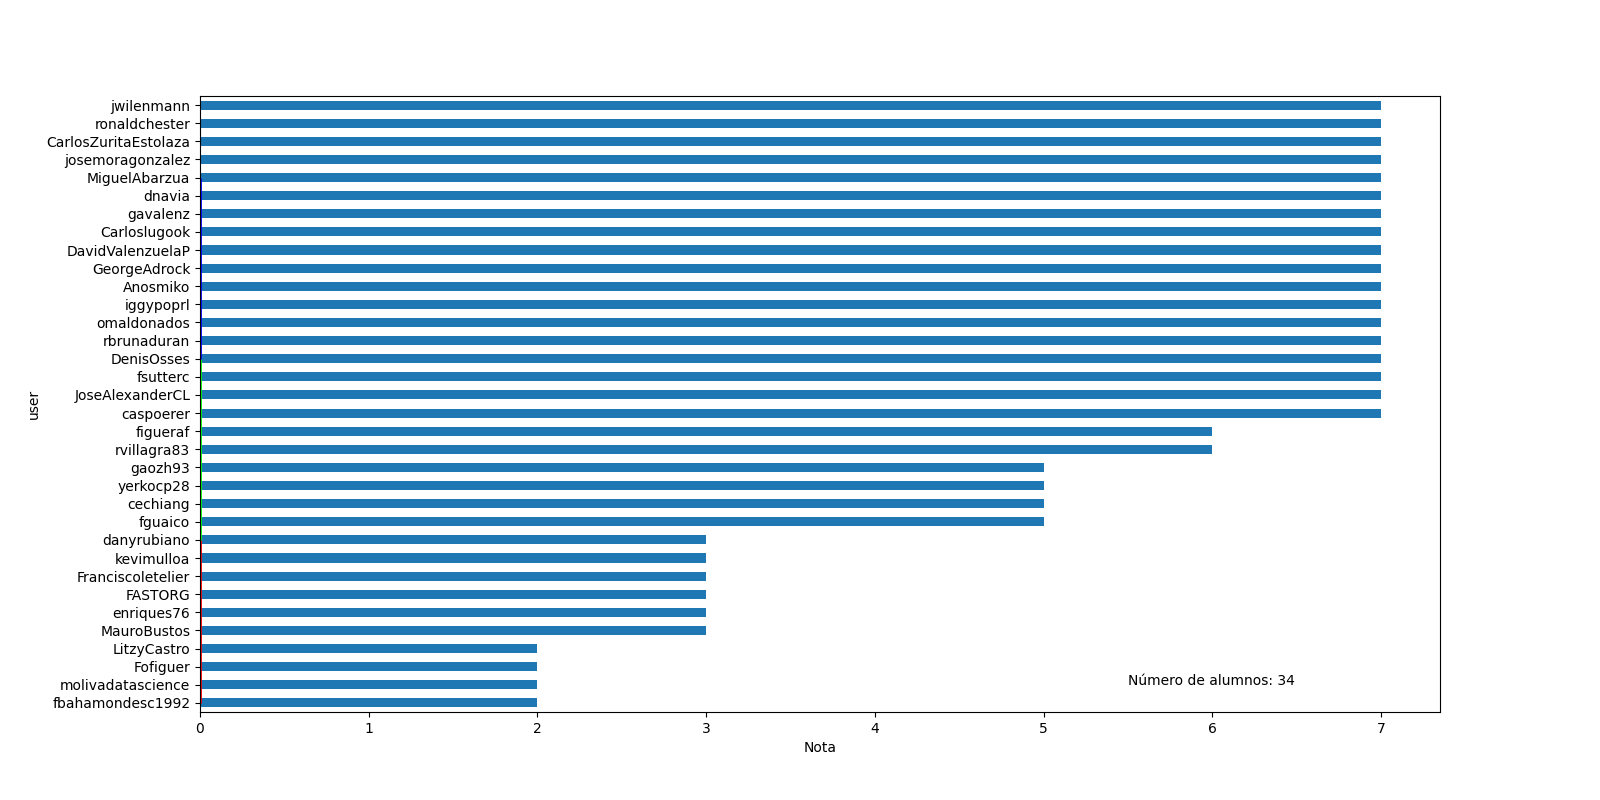 jwilenmann
ronaldchester
CarlosZuritaEstolaza
josemoragonzalez
MiguelAbarzua
dnavia
gavalenz
Carloslugook
DavidValenzuelaP
GeorgeAdrock
Anosmiko
iggypoprl
omaldonados
rbrunaduran
DenisOsses
fsutterc
JoseAlexanderCL
caspoerer
figueraf
rvillagra83
gaozh93
yerkocp28
cechiang
fguaico
danyrubiano
kevimulloa
Franciscoletelier
FASTORG
enriques76
MauroBustos
LitzyCastro
Fofiguer
molivadatascience
fbahamondesc1992
user
Número de alumnos: 34
0 1 2 3 4 5 6 7
Nota